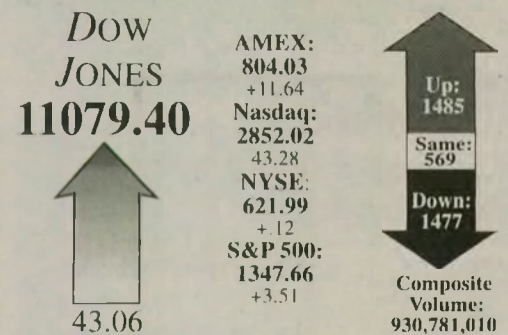 DOW
JONES
11079.40
43.06
AMEX:
804.03
+11.64
Nasdaq:
2852.02
43.28
NYSE:
621.99
+.12
S&P 500:
1347.66
+3.51
Up:
1485
Same:
569
Down:
1477
Composite
Volume:
930,781,010